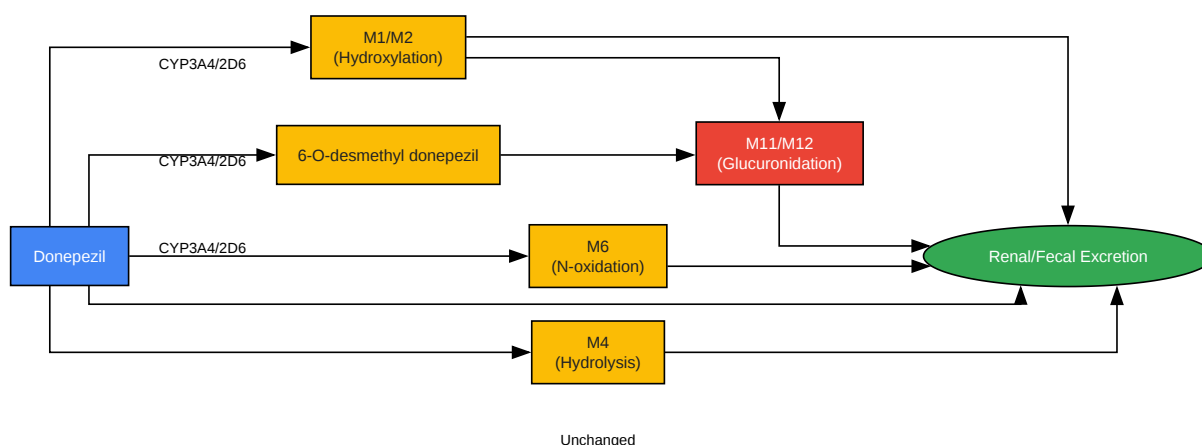 M1/M2
(Hydroxylation)
CYP3A4/2D6
M11/M12
(Glucuronidation)
CYP3A4/2D6
6-O-desmethyl donepezil
Donepezil
CYP3A4/2D6
M6
(N-oxidation)
Renal/Fecal Excretion
M4
(Hydrolysis)
Unchanged